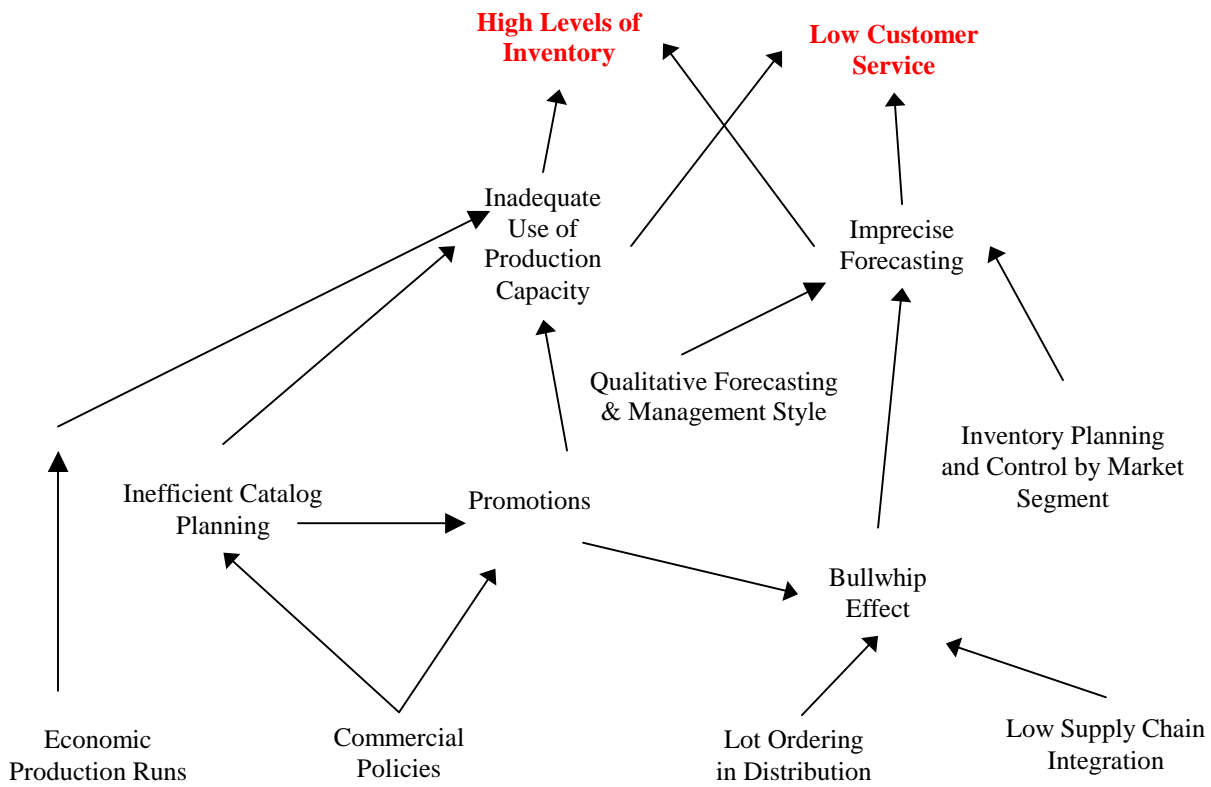 High Levels of
Inventory
Low Customer
Service
Inadequate
Use of
Production
Capacity
Imprecise
Forecasting
Qualitative Forecasting
& Management Style
Inventory Planning
and Control by Market
Segment
Inefficient Catalog
Planning
Promotions
Bullwhip
Effect
Economic
Production Runs
Commercial
Policies
Lot Ordering
in Distribution
Low Supply Chain
Integration